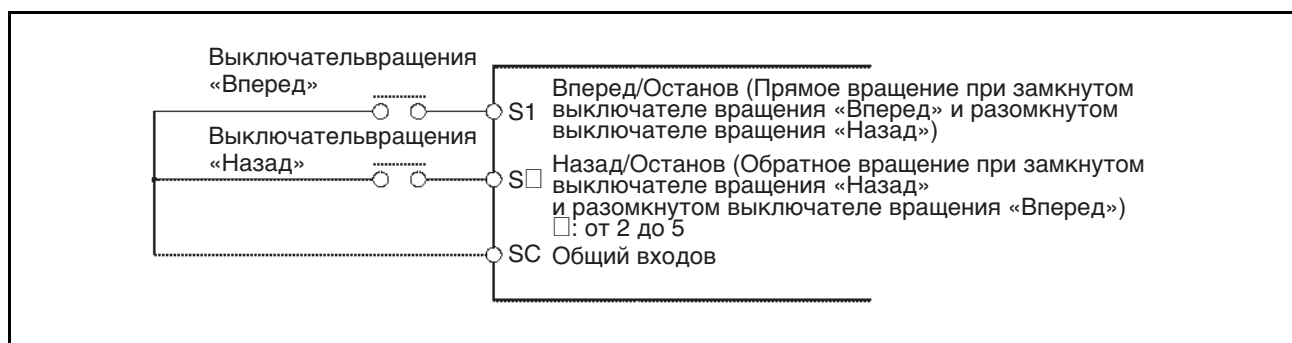 Выключательвращения
«Вперед»
S1
Вперед/Останов (Прямое вращение при замкнутом
выключателе вращения «Вперед» и разомкнутом
выключателе вращения «Назад»)
Выключательвращения
«Назад»
S□
Назад/Останов (Обратное вращение при замкнутом
выключателе вращения «Назад»
и разомкнутом выключателе вращения «Вперед»)
□: от 2 до 5
SC Общий входов